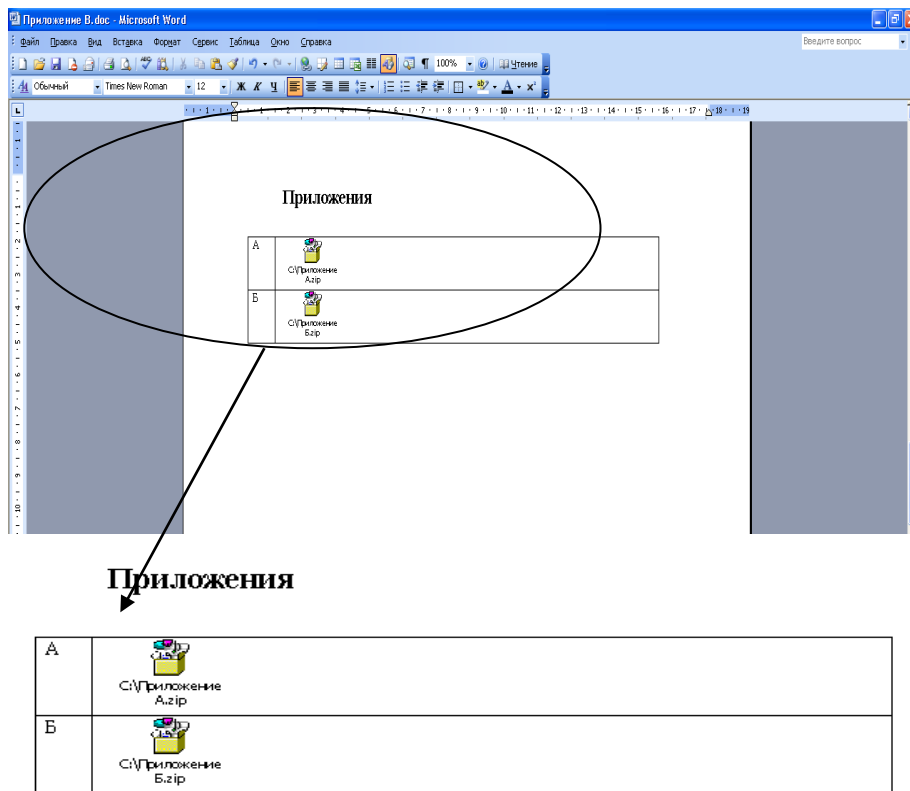 Приложение В.doc - Microsoft Word
Файл Правка Вид Вставка Формат Сервис Таблица Окно Справка Введите вопрос
100% Чтение
Обычный Times New Roman 12 Ж К Ч
Приложения
А
C:\Приложение
А.zip
Б
C:\Приложение
Б.zip
Приложения
А
C:\Приложение
А.zip
Б
C:\Приложение
Б.zip